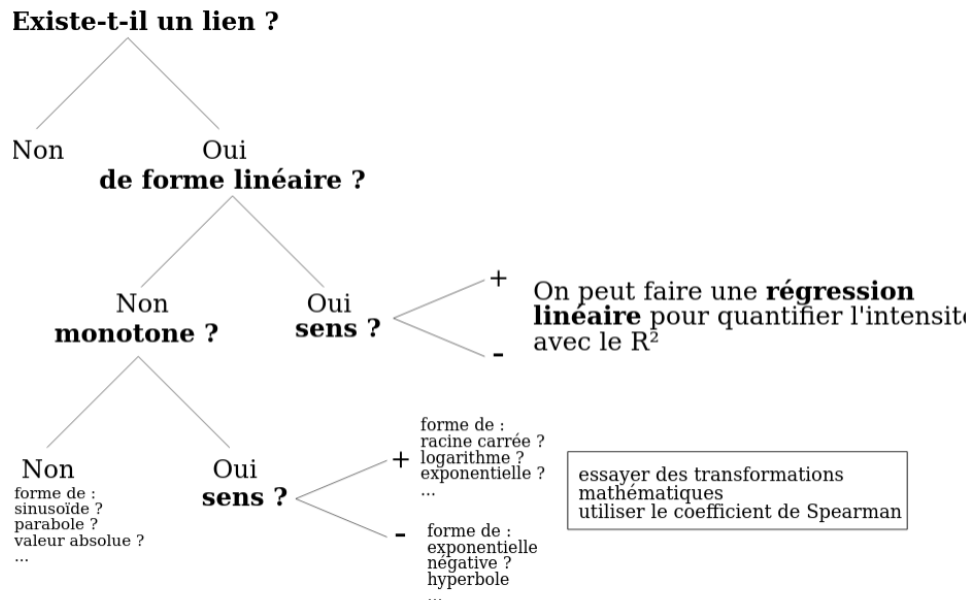 Existe-t-il un lien ?
Non
Oui
de forme linéaire ?
Non
monotone ?
Oui
sens ?
+
-
On peut faire une régression
linéaire pour quantifier l'intensité
avec le R²
Non
forme de :
sinusoïde ?
parabole ?
valeur absolue ?
...
Oui
sens ?
+
forme de :
racine carrée ?
logarithme ?
exponentielle ?
...
-
forme de :
exponentielle
négative ?
hyperbole
...
essayer des transformations
mathématiques
utiliser le coefficient de Spearman